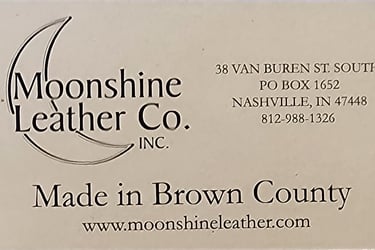 Moonshine
Leather Co.
INC.
38 VAN BUREN ST. SOUTH
PO BOX 1652
NASHVILLE, IN 47448
812-988-1326
Made in Brown County
www.moonshineleather.com